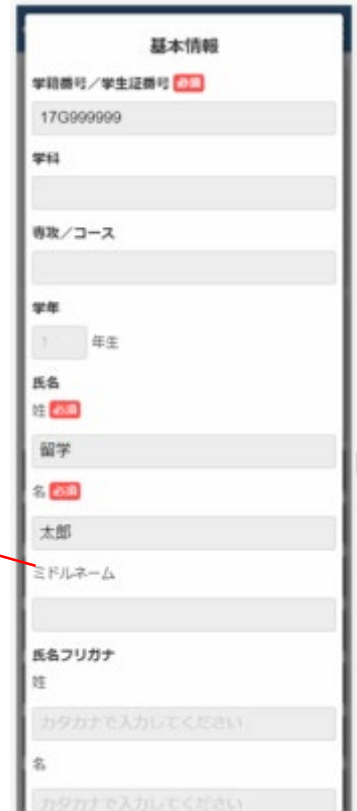 基本情報
学籍番号／学生証番号 必須
17G999999
学科
専攻／コース
学年
1 年生
氏名
姓 必須
留学
名 必須
太郎
ミドルネーム
氏名フリガナ
姓
カタカナで入力してください
名
カタカナで入力してください